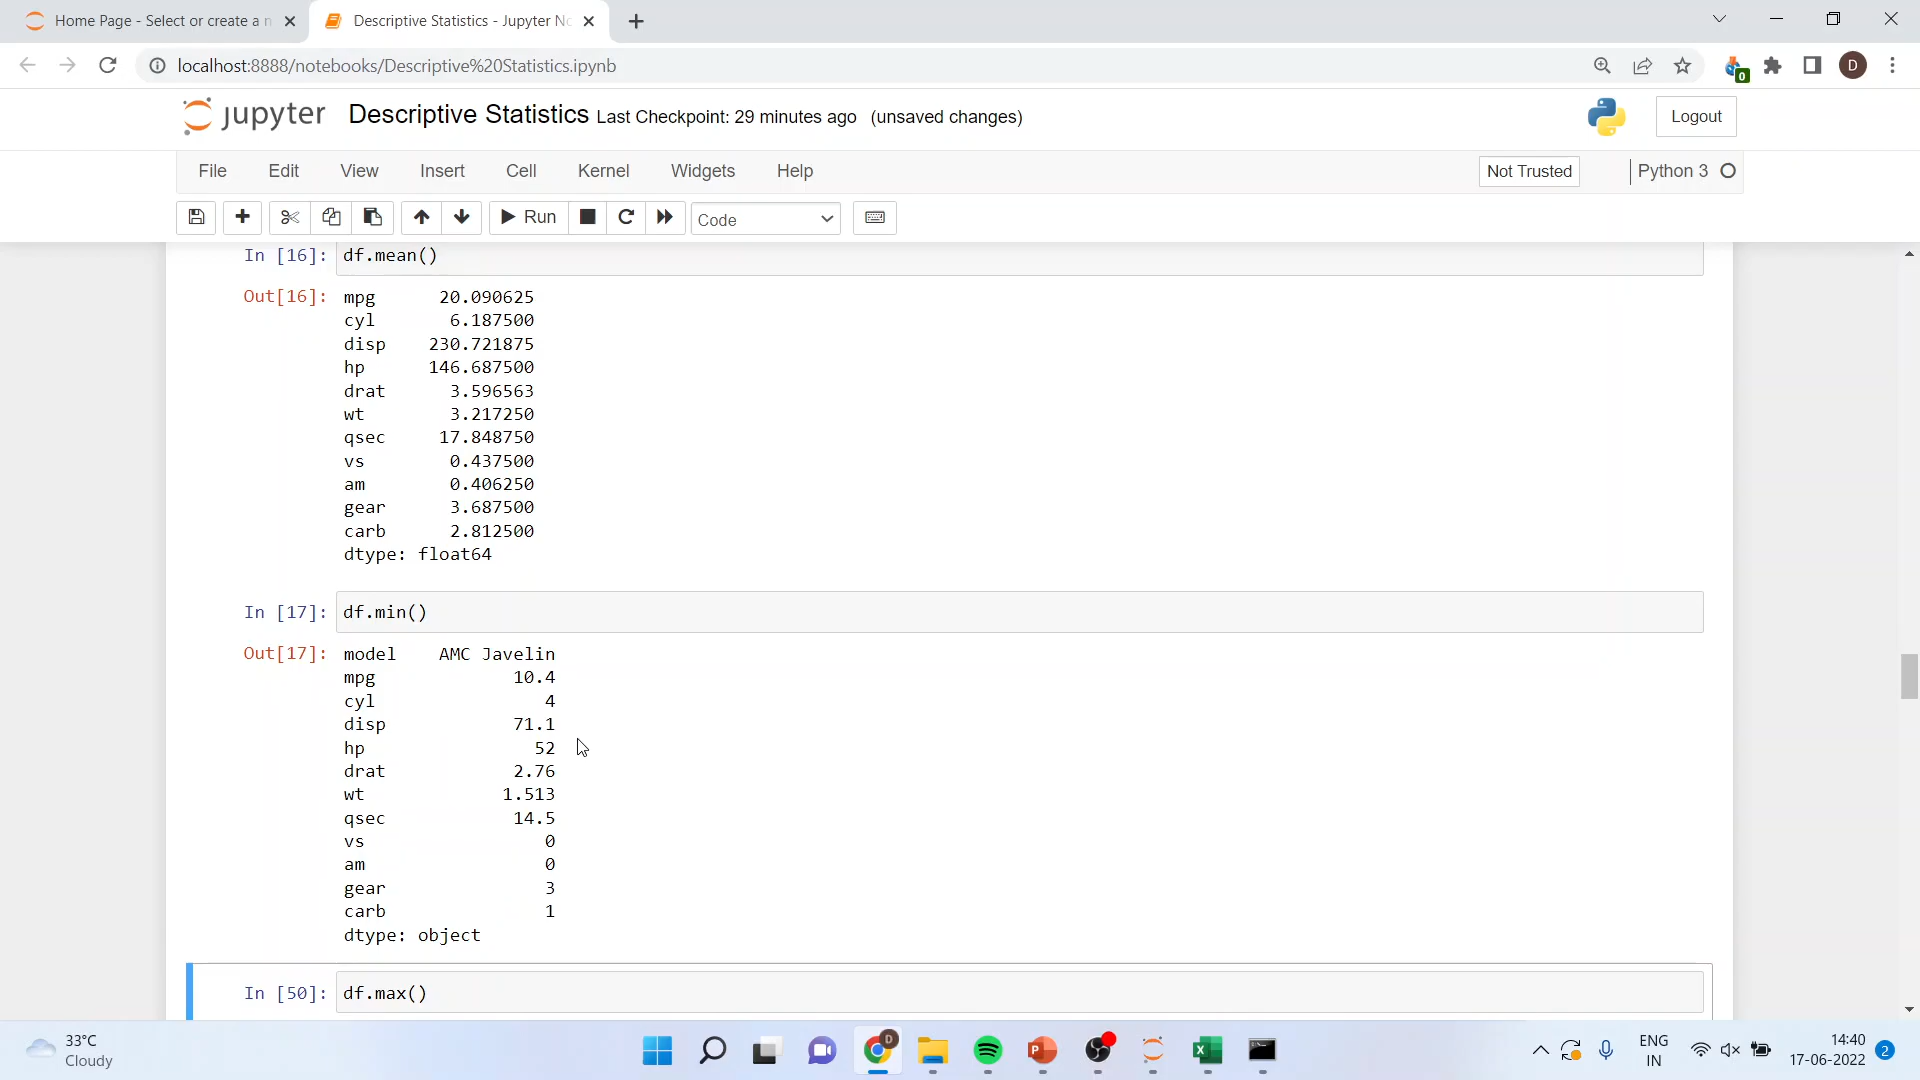 Home Page - Select or create a n
Descriptive Statistics - Jupyter No
localhost:8888/notebooks/Descriptive%20Statistics.ipynb
0
D
jupyter Descriptive Statistics Last Checkpoint: 29 minutes ago (unsaved changes)
Logout
File Edit View Insert Cell Kernel Widgets Help
Not Trusted
Python 3
Run
Code
In [16]: df.mean()
Out[16]: mpg 20.090625
cyl 6.187500
disp 230.721875
hp 146.687500
drat 3.596563
wt 3.217250
qsec 17.848750
vs 0.437500
am 0.406250
gear 3.687500
carb 2.812500
dtype: float64
In [17]: df.min()
Out[17]: model AMC Javelin
mpg 10.4
cyl 4
disp 71.1
hp 52
drat 2.76
wt 1.513
qsec 14.5
vs 0
am 0
gear 3
carb 1
dtype: object
In [50]: df.max()
33°C
Cloudy
D
P
X
ENG
IN
14:40
17-06-2022
2